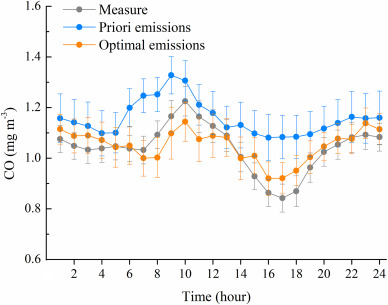 Measure
Priori emissions
Optimal emissions
1.6
1.4
1.2
1.0
0.8
0.6
CO (mg m-3)
2 4 6 8 10 12 14 16 18 20 22 24
Time (hour)